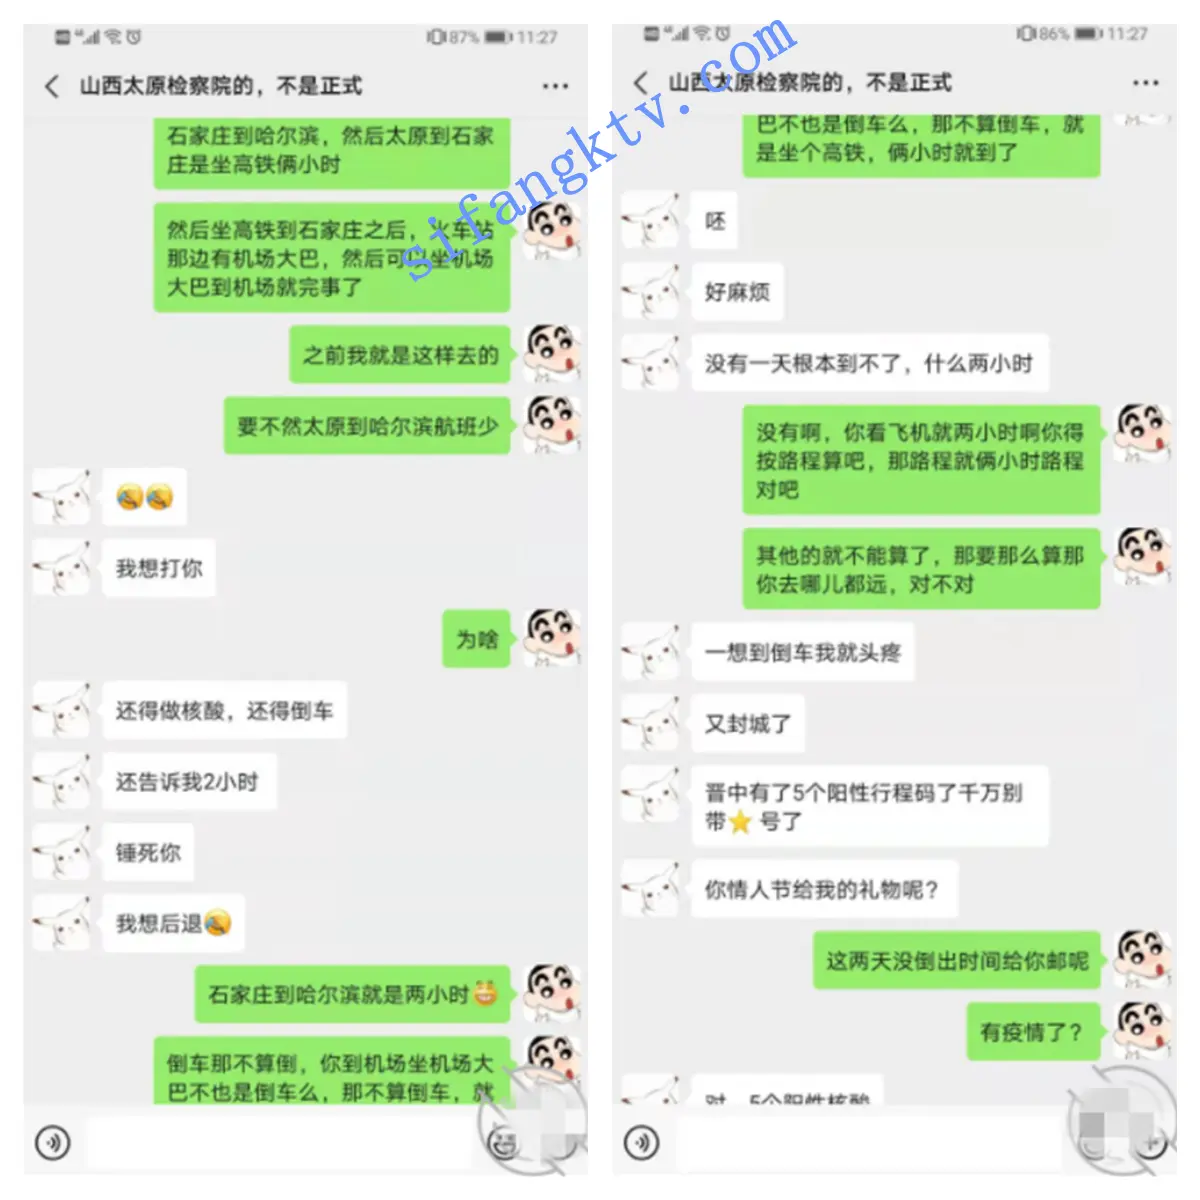 87% 11:27
山西太原检察院的，不是正式
石家庄到哈尔滨，然后太原到石家
庄是坐高铁俩小时
然后坐高铁到石家庄之后，火车站
那边有机场大巴，然后可以坐机场
大巴到机场就完事了
之前我就是这样去的
要不然太原到哈尔滨航班少
我想打你
为啥
还得做核酸，还得倒车
还告诉我2小时
锤死你
我想后退
石家庄到哈尔滨就是两小时
倒车那不算倒，你到机场坐机场大
巴不也是倒车么，那不算倒车，就
86% 11:27
山西太原检察院的，不是正式
巴不也是倒车么，那不算倒车，就
是坐个高铁，俩小时就到了
呸
好麻烦
没有一天根本到不了，什么两小时
没有啊，你看飞机就两小时啊你得
按路程算吧，那路程就俩小时路程
对吧
其他的就不能算了，那要那么算那
你去哪儿都远，对不对
一想到倒车我就头疼
又封城了
晋中有了5个阳性行程码了千万别
带⭐号了
你情人节给我的礼物呢？
这两天没倒出时间给你邮呢
有疫情了？
对，5个阳性核酸
sifangktv.com